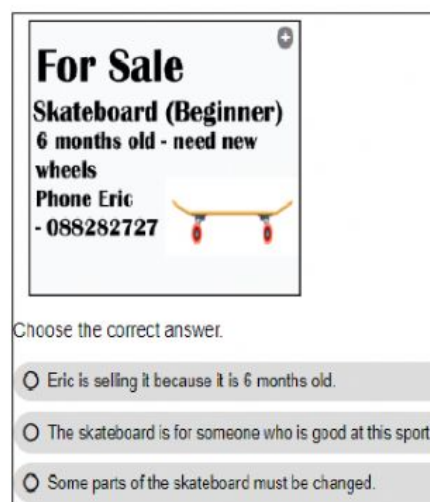 For Sale
Skateboard (Beginner)
6 months old - need new
wheels
Phone Eric
- 088282727
Choose the correct answer.
Eric is selling it because it is 6 months old.
The skateboard is for someone who is good at this sport
Some parts of the skateboard must be changed.